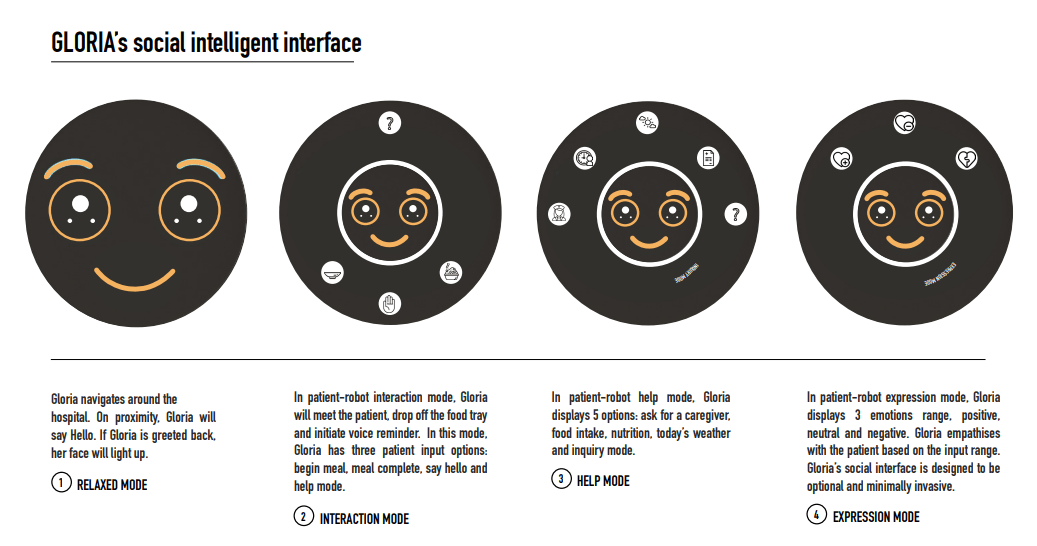 GLORIA's social intelligent interface
?
?
INQUIRY MODE
EXPRESSION MODE
Gloria navigates around the
hospital. On proximity, Gloria will
say Hello. If Gloria is greeted back,
her face will light up.
1 RELAXED MODE
In patient-robot interaction mode, Gloria
will meet the patient, drop off the food tray
and initiate voice reminder. In this mode,
Gloria has three patient input options:
begin meal, meal complete, say hello and
help mode.
2 INTERACTION MODE
In patient-robot help mode, Gloria
displays 5 options: ask for a caregiver,
food intake, nutrition, today's weather
and inquiry mode.
3 HELP MODE
In patient-robot expression mode, Gloria
displays 3 emotions range, positive,
neutral and negative. Gloria empathises
with the patient based on the input range.
Gloria's social interface is designed to be
optional and minimally invasive.
4 EXPRESSION MODE